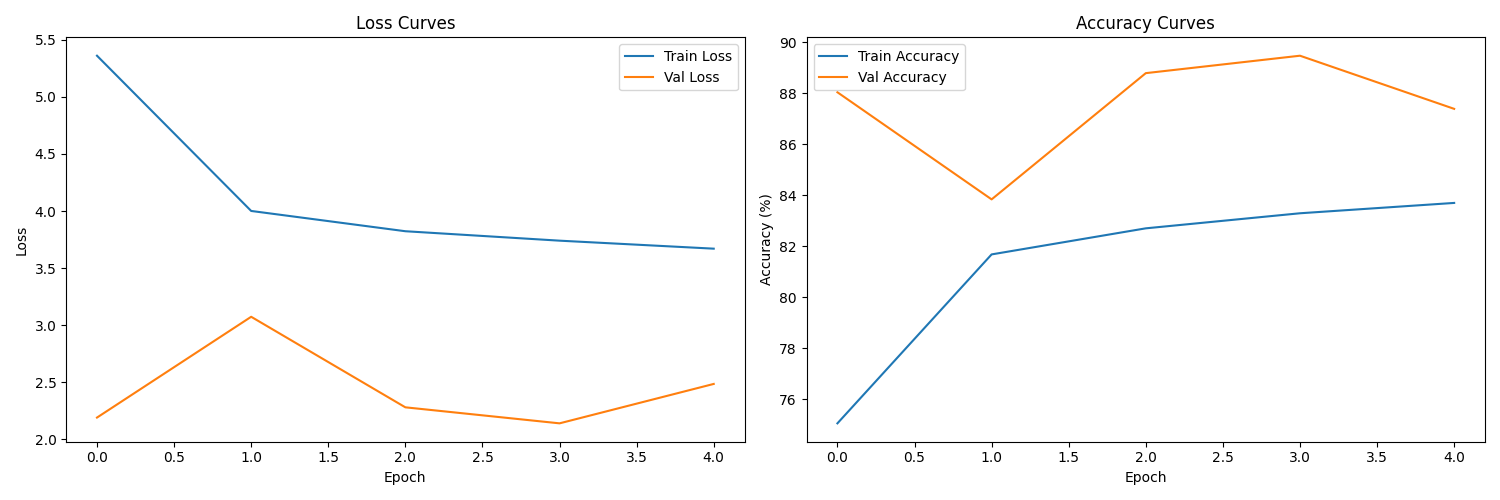 Loss Curves
5.5
5.0
4.5
4.0
3.5
3.0
2.5
2.0
Loss
Train Loss
Val Loss
0.0 0.5 1.0 1.5 2.0 2.5 3.0 3.5 4.0
Epoch
Accuracy Curves
90
88
86
84
82
80
78
76
Accuracy (%)
Train Accuracy
Val Accuracy
0.0 0.5 1.0 1.5 2.0 2.5 3.0 3.5 4.0
Epoch